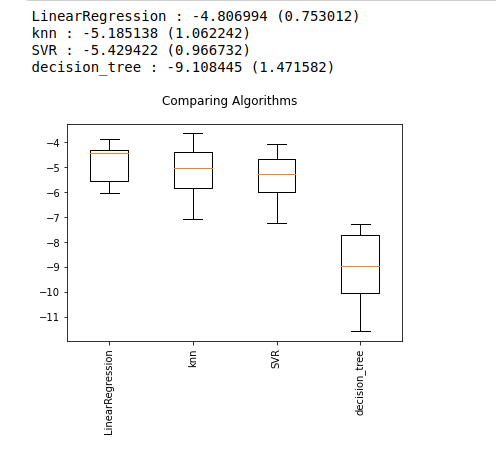 LinearRegression : -4.806994 (0.753012)
knn : -5.185138 (1.062242)
SVR : -5.429422 (0.966732)
decision_tree : -9.108445 (1.471582)
Comparing Algorithms
−4
−5
−6
−7
−8
−9
−10
−11
LinearRegression
knn
SVR
decision_tree